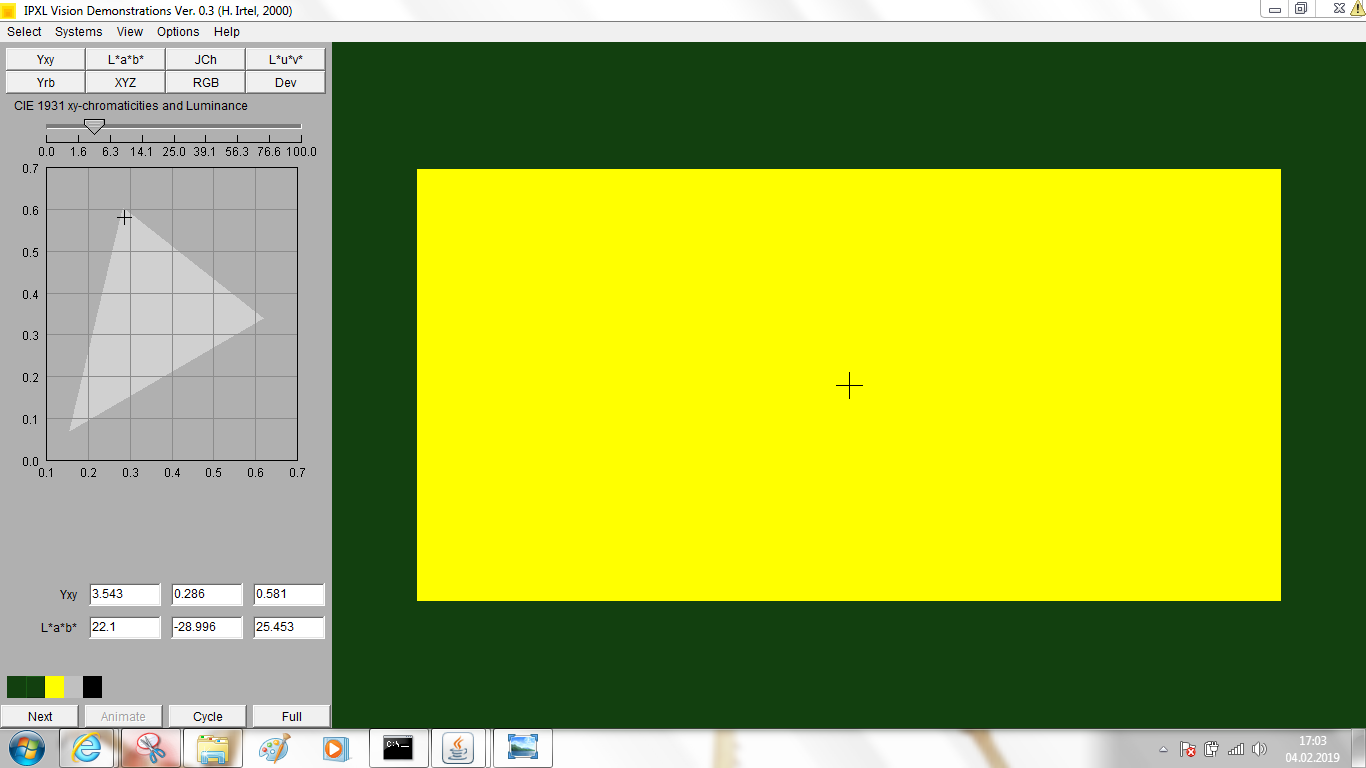 IPXL Vision Demonstrations Ver. 0.3 (H. Irtel, 2000)
Select Systems View Options Help
Yxy L*a*b* JCh L*u*v*
Yrb XYZ RGB Dev
CIE 1931 xy-chromaticities and Luminance
0.0 1.6 6.3 14.1 25.0 39.1 56.3 76.6 100.0
0.7
0.6
0.5
0.4
0.3
0.2
0.1
0.0
0.1 0.2 0.3 0.4 0.5 0.6 0.7
Yxy 3.543 0.286 0.581
L*a*b* 22.1 -28.996 25.453
Next Animate Cycle Full
C:\
17:03
04.02.2019